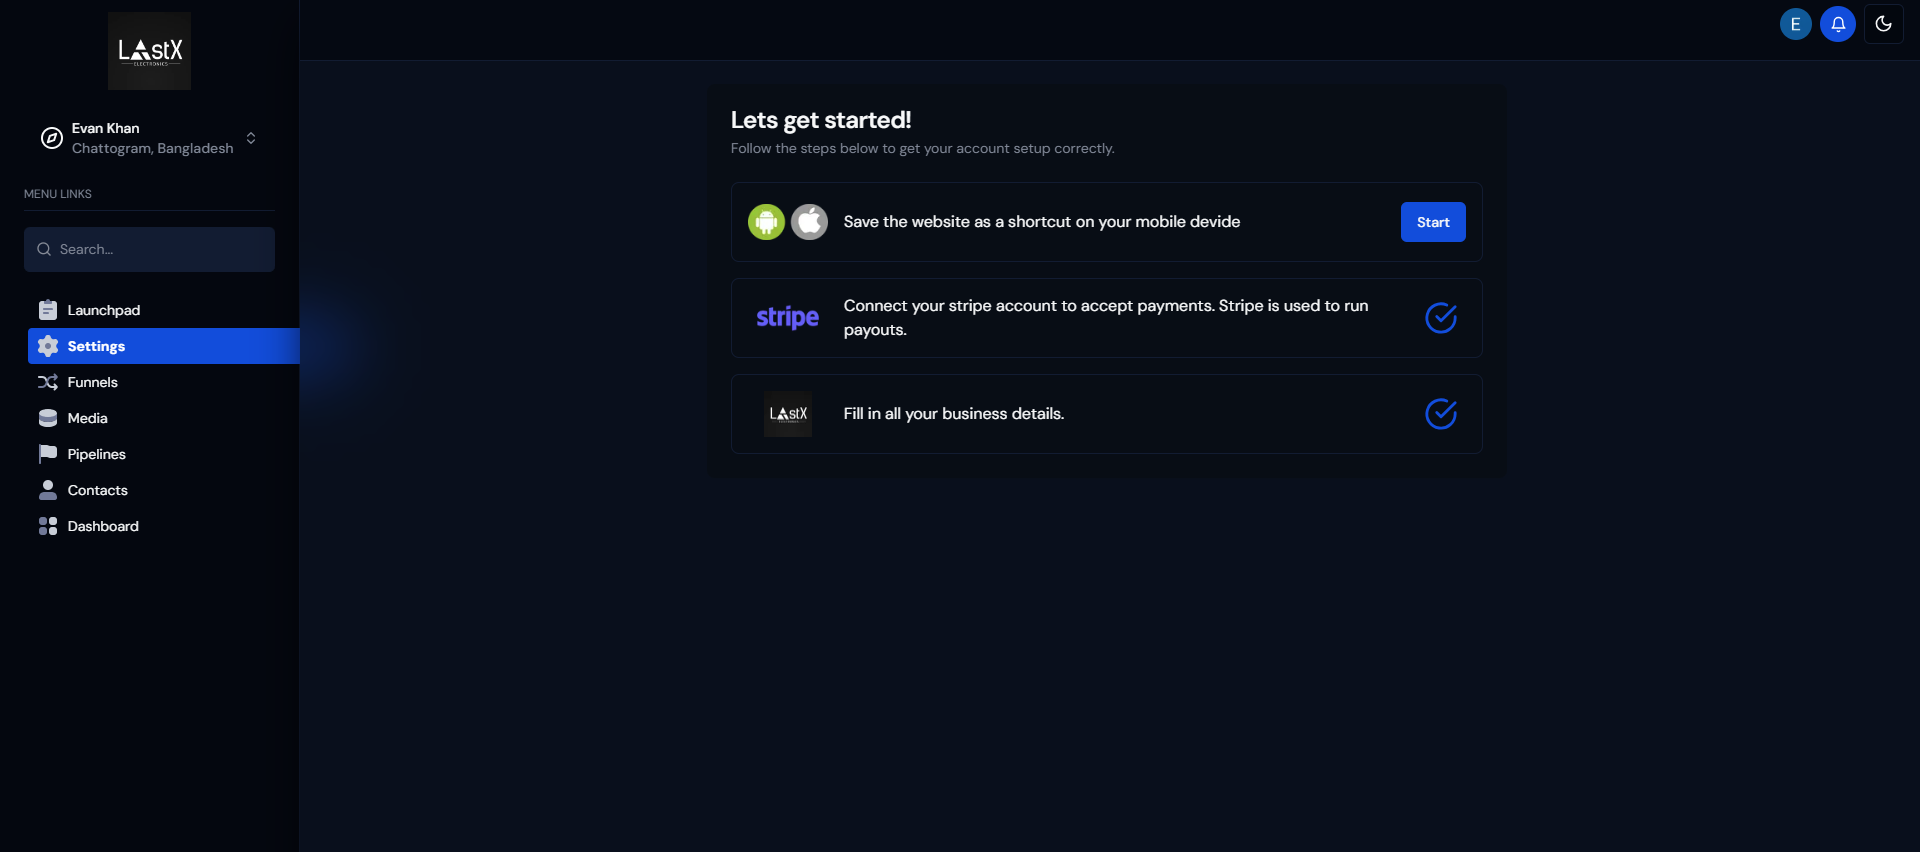 LAstX
ELECTRONICS
Evan Khan
Chattogram, Bangladesh
MENU LINKS
Search...
Launchpad
Settings
Funnels
Media
Pipelines
Contacts
Dashboard
E
Lets get started!
Follow the steps below to get your account setup correctly.
Save the website as a shortcut on your mobile devide
Start
stripe
Connect your stripe account to accept payments. Stripe is used to run
payouts.
LAstX
Fill in all your business details.